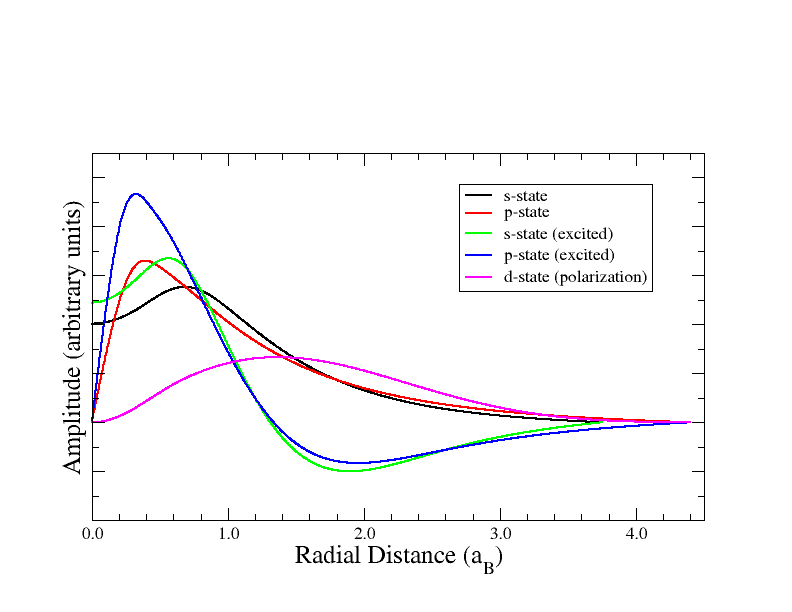 s-state
p-state
s-state (excited)
p-state (excited)
d-state (polarization)
Amplitude (arbitrary units)
0.0 1.0 2.0 3.0 4.0
Radial Distance (a_B)